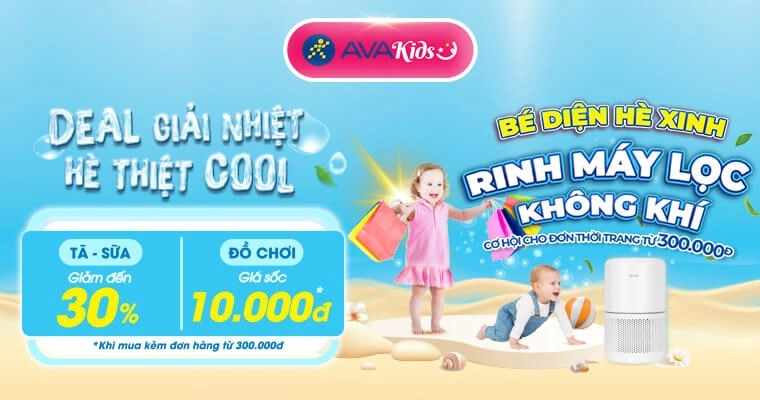 AVAKids
DEAL GIẢI NHIỆT
HÈ THIỆT COOL
TÃ - SỮA
Giảm đến
30%
ĐỒ CHƠI
Giá sốc
10.000đ*
*Khi mua kèm đơn hàng từ 300.000đ
BÉ DIỆN HÈ XINH
RINH MÁY LỌC
KHÔNG KHÍ
CƠ HỘI CHO ĐƠN THỜI TRANG TỪ 300.000Đ